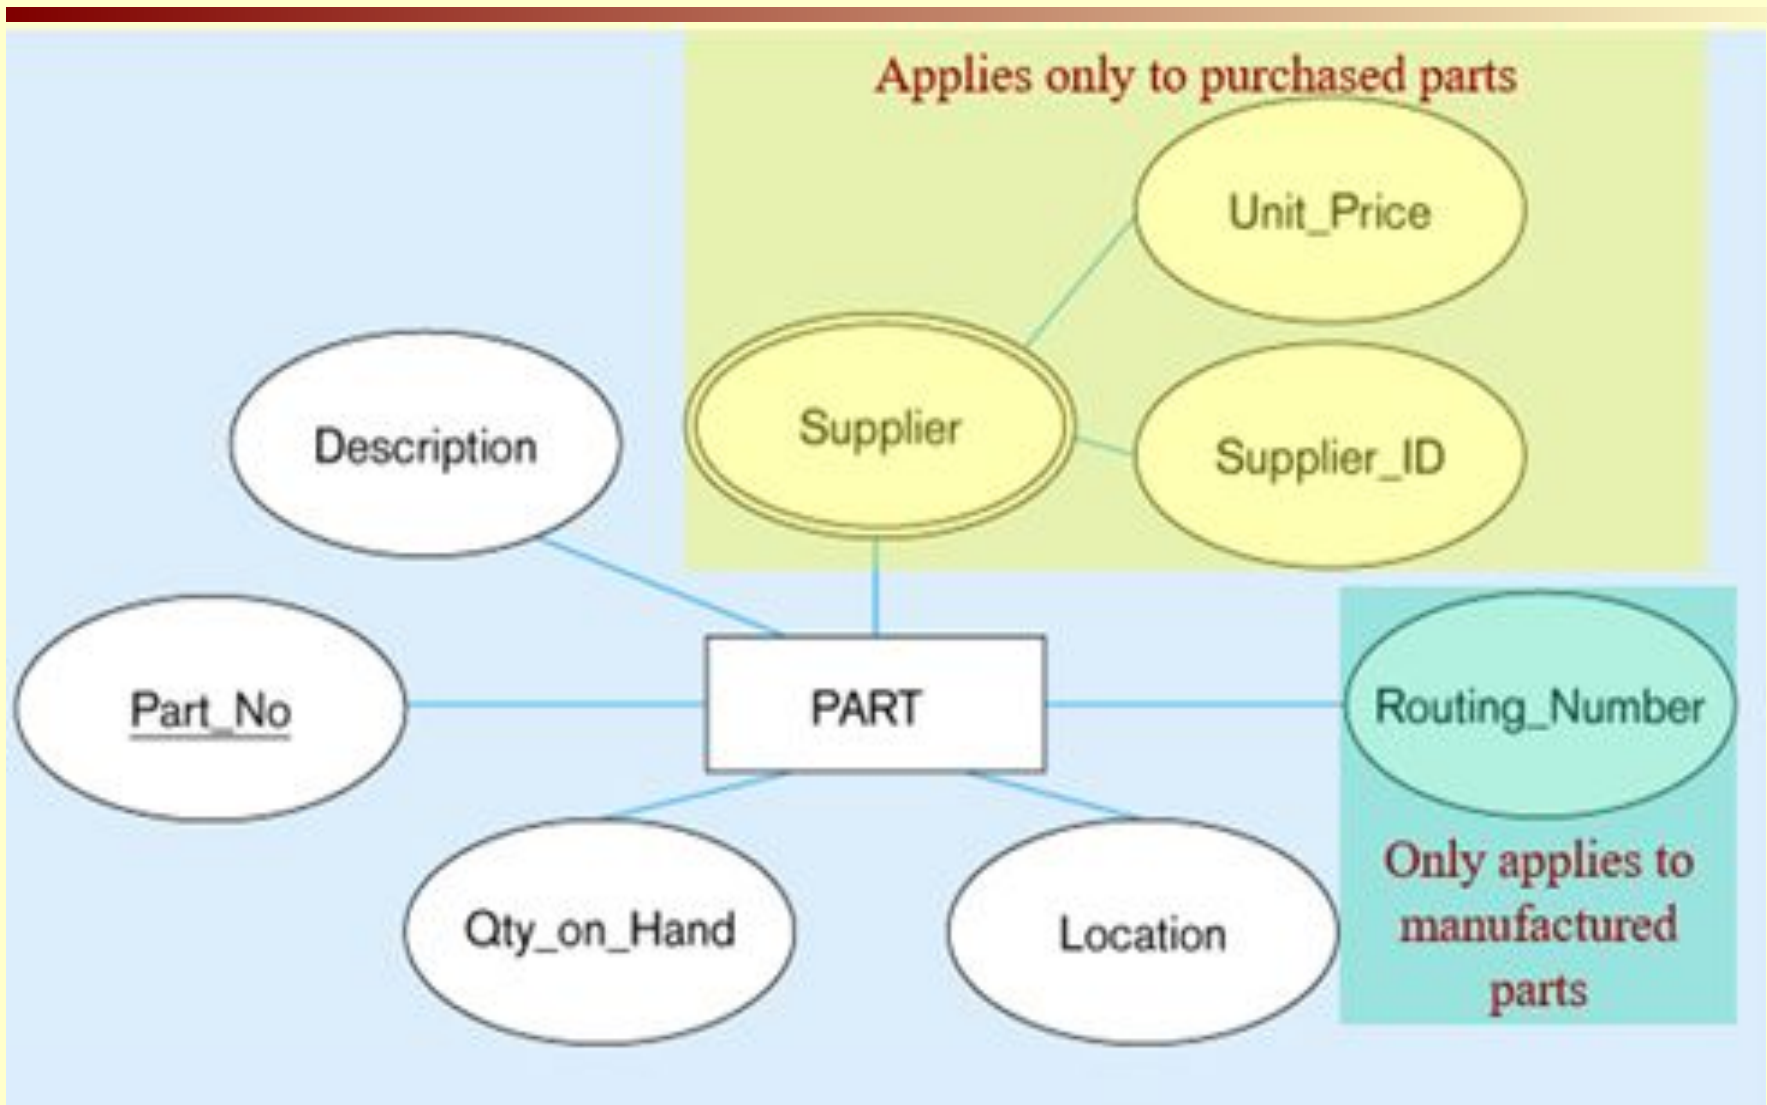 Applies only to purchased parts
Unit_Price
Supplier
Supplier_ID
Description
Part_No
PART
Routing_Number
Qty_on_Hand
Location
Only applies to
manufactured
parts